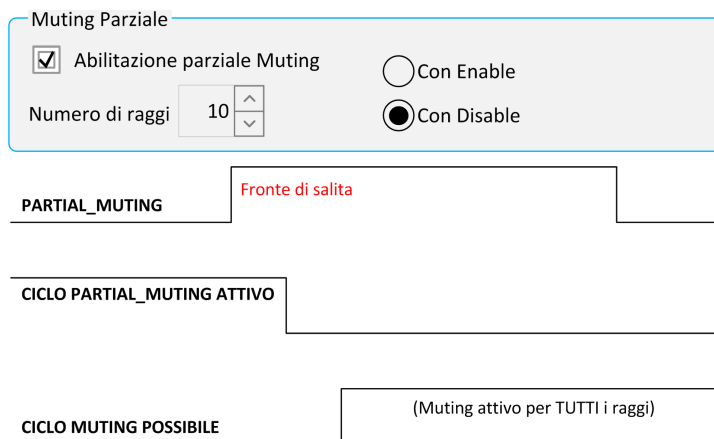 Muting Parziale
Abilitazione parziale Muting
Con Enable
Numero di raggi 10
Con Disable
Fronte di salita
PARTIAL_MUTING
CICLO PARTIAL_MUTING ATTIVO
(Muting attivo per TUTTI i raggi)
CICLO MUTING POSSIBILE